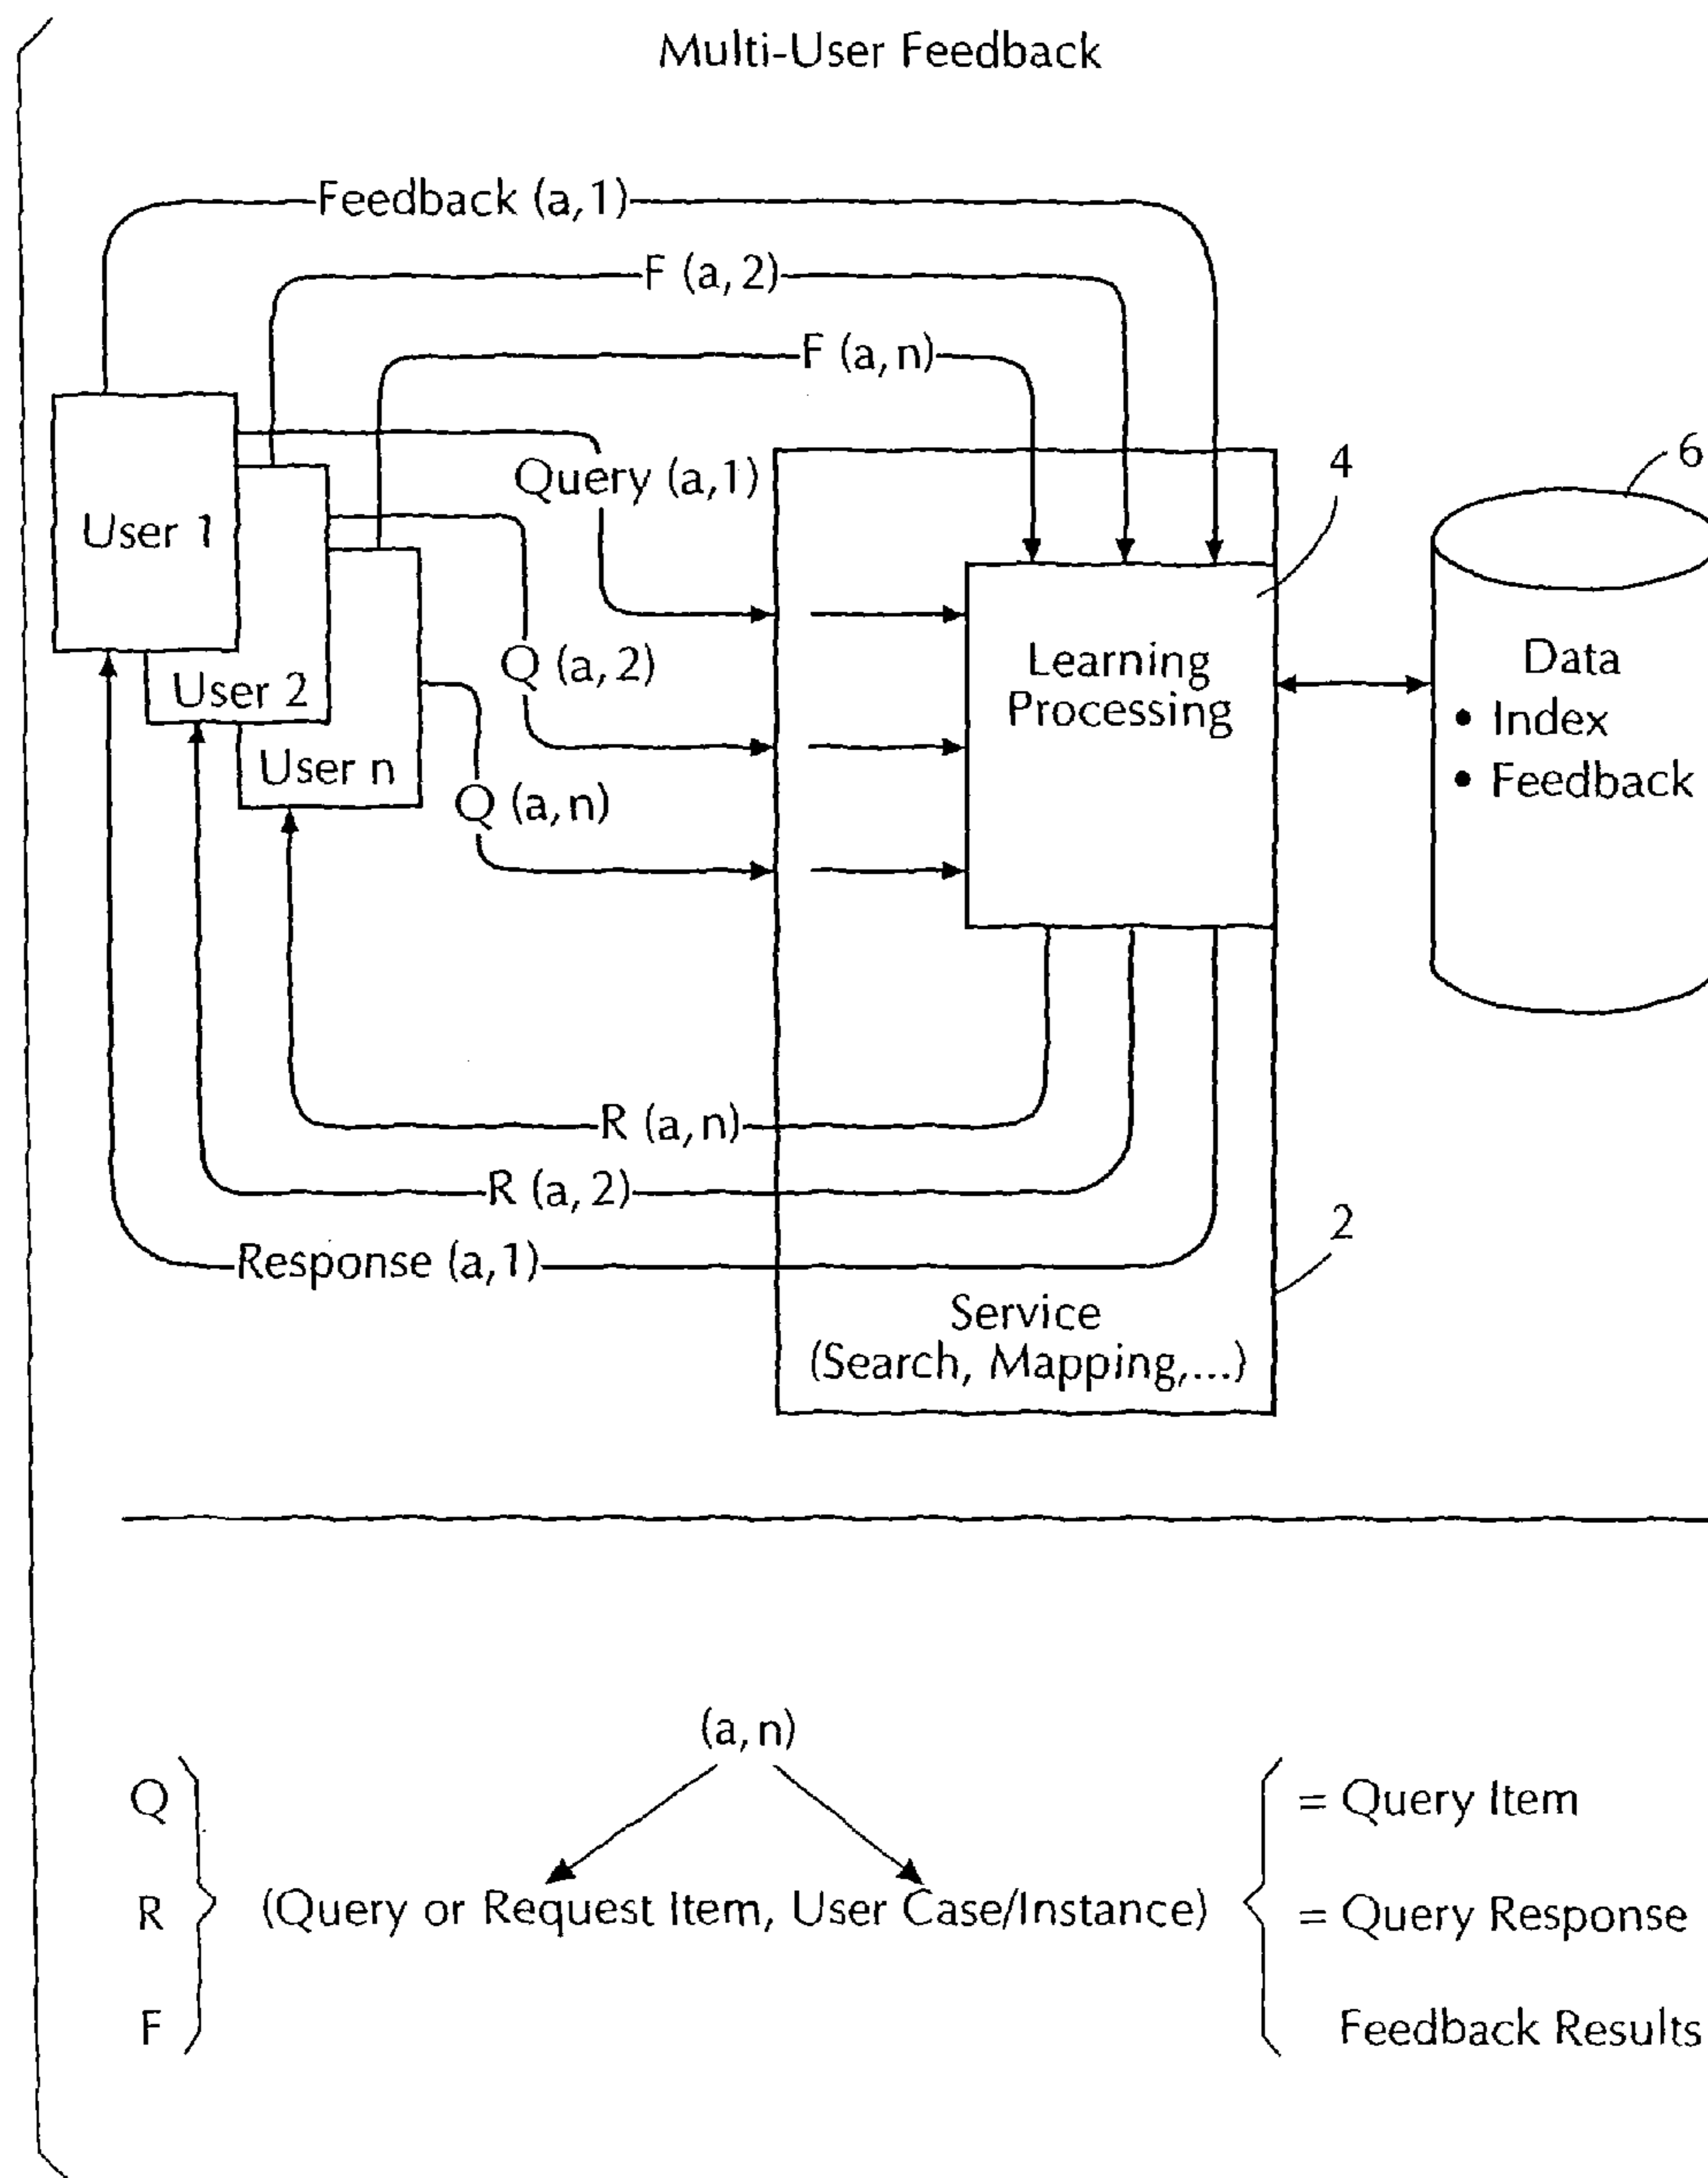 Multi-User Feedback
Feedback (a,1)
F (a,2)
F (a,n)
4
6
Query (a,1)
User 1
Learning
Processing
Data
• Index
• Feedback
Q (a,2)
User 2
User n
Q (a,n)
R (a,n)
R (a,2)
2
Response (a,1)
Service
(Search, Mapping,...)
(a,n)
Q
= Query Item
R
(Query or Request Item, User Case/Instance)
= Query Response
F
Feedback Results